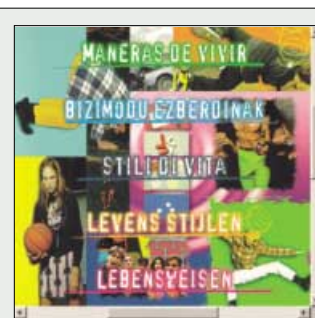 MANERAS DE VIVIR
BIZIMODU EZBERDINAK
STILI DI VITA
LEVENS STIJLEN
LEBENSWEISEN